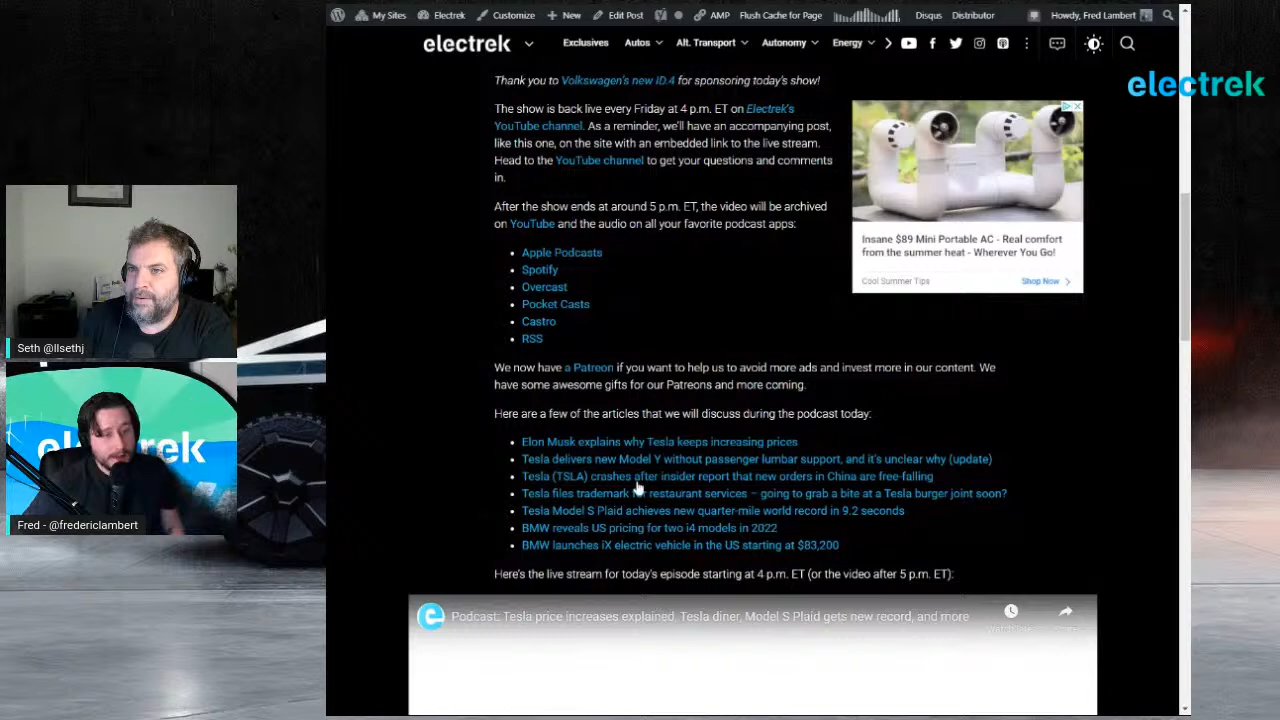 My Sites
Electrek
Customize
New
Edit Post
AMP
Flush Cache for Page
Disqus
Distributor
Howdy, Fred Lambert
electrek
Exclusives
Autos
Alt. Transport
Autonomy
Energy
electrek
Thank you to Volkswagen's new ID.4 for sponsoring today's show!
The show is back live every Friday at 4 p.m. ET on Electrek's
YouTube channel. As a reminder, we'll have an accompanying post,
like this one, on the site with an embedded link to the live stream.
Head to the YouTube channel to get your questions and comments
in.
After the show ends at around 5 p.m. ET, the video will be archived
on YouTube and the audio on all your favorite podcast apps:
Apple Podcasts
Spotify
Overcast
Pocket Casts
Castro
RSS
Insane $89 Mini Portable AC - Real comfort
from the summer heat - Wherever You Go!
Cool Summer Tips
Shop Now
We now have a Patreon if you want to help us to avoid more ads and invest more in our content. We
have some awesome gifts for our Patreons and more coming.
Here are a few of the articles that we will discuss during the podcast today:
Elon Musk explains why Tesla keeps increasing prices
Tesla delivers new Model Y without passenger lumbar support, and it's unclear why (update)
Tesla (TSLA) crashes after insider report that new orders in China are free-falling
Tesla files trademark for restaurant services – going to grab a bite at a Tesla burger joint soon?
Tesla Model S Plaid achieves new quarter-mile world record in 9.2 seconds
BMW reveals US pricing for two i4 models in 2022
BMW launches iX electric vehicle in the US starting at $83,200
Here's the live stream for today's episode starting at 4 p.m. ET (or the video after 5 p.m. ET):
Podcast: Tesla price increases explained, Tesla diner, Model S Plaid gets new record, and more
Seth @llsethj
Fred - @fredericlambert